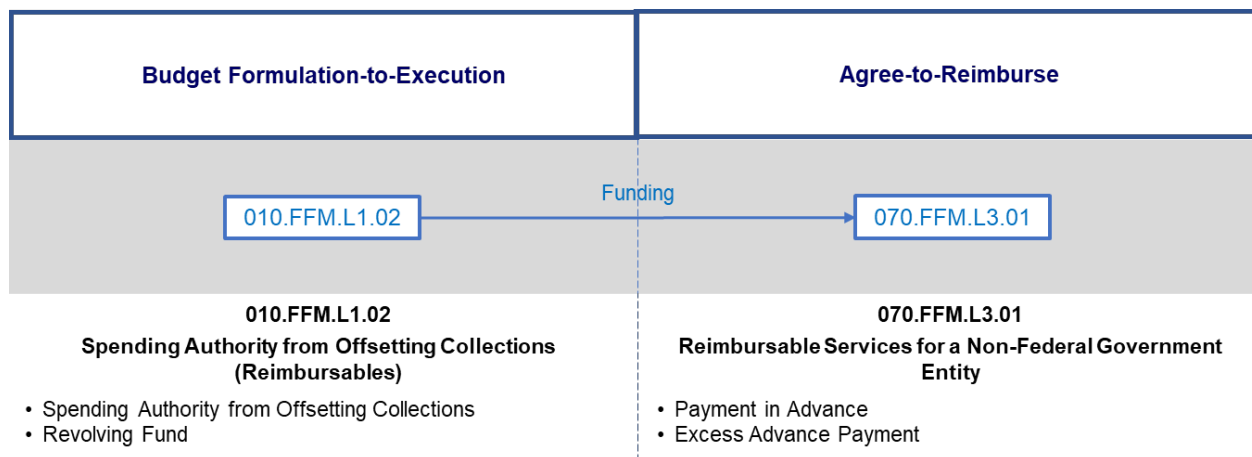 Budget Formulation-to-Execution
Agree-to-Reimburse
Funding
010.FFM.L1.02
070.FFM.L3.01
010.FFM.L1.02
Spending Authority from Offsetting Collections
(Reimbursables)
• Spending Authority from Offsetting Collections
• Revolving Fund
070.FFM.L3.01
Reimbursable Services for a Non-Federal Government
Entity
• Payment in Advance
• Excess Advance Payment